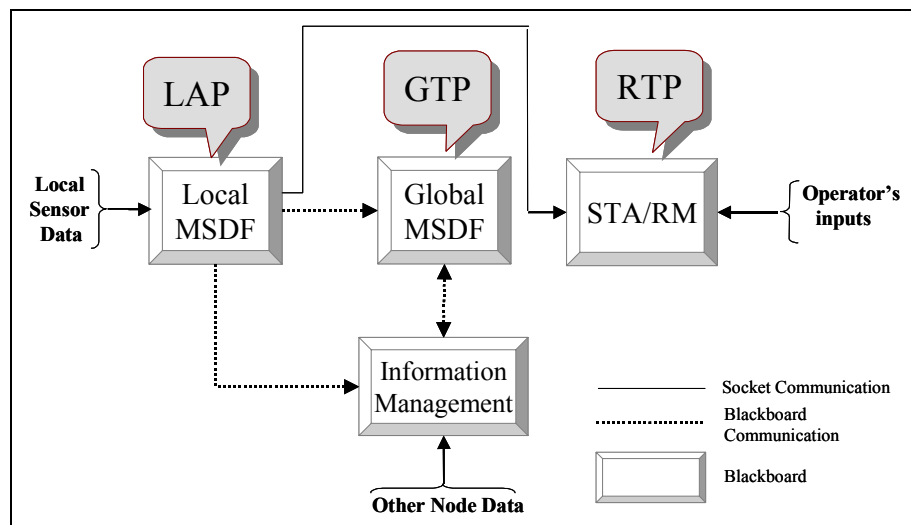 LAP
GTP
RTP
Local
Sensor
Data
Local
MSDF
Global
MSDF
STA/RM
Operator's
inputs
Information
Management
Other Node Data
Socket Communication
Blackboard
Communication
Blackboard